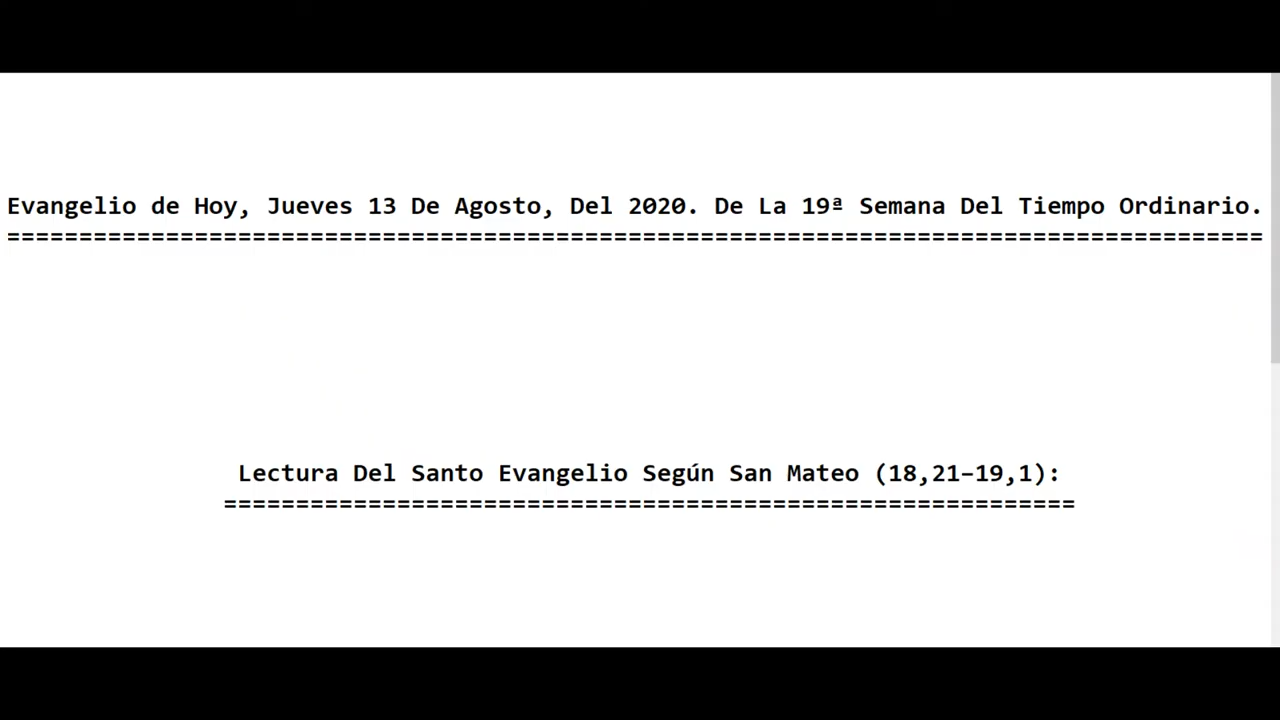 Evangelio de Hoy, Jueves 13 De Agosto, Del 2020. De La 19ª Semana Del Tiempo Ordinario.
=======================================================================================
Lectura Del Santo Evangelio Según San Mateo (18,21–19,1):
===========================================================